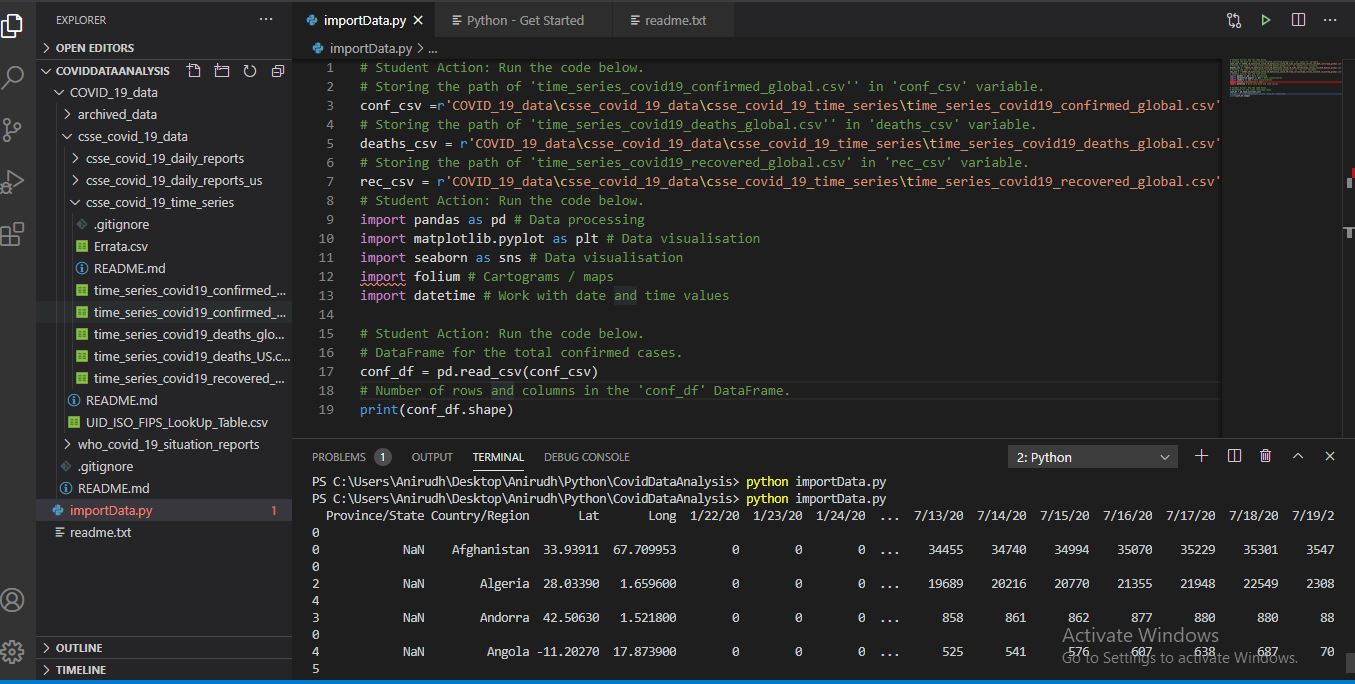 EXPLORER
OPEN EDITORS
COVIDDATAANALYSIS
COVID_19_data
archived_data
csse_covid_19_data
csse_covid_19_daily_reports
csse_covid_19_daily_reports_us
csse_covid_19_time_series
.gitignore
Errata.csv
README.md
time_series_covid19_confirmed_...
time_series_covid19_confirmed_...
time_series_covid19_deaths_glo...
time_series_covid19_deaths_US.c...
time_series_covid19_recovered_...
README.md
UID_ISO_FIPS_LookUp_Table.csv
who_covid_19_situation_reports
.gitignore
README.md
importData.py 1
readme.txt
OUTLINE
TIMELINE
importData.py Python - Get Started readme.txt
importData.py > ...
1 # Student Action: Run the code below.
2 # Storing the path of 'time_series_covid19_confirmed_global.csv'' in 'conf_csv' variable.
3 conf_csv =r'COVID_19_data\csse_covid_19_data\csse_covid_19_time_series\time_series_covid19_confirmed_global.csv'
4 # Storing the path of 'time_series_covid19_deaths_global.csv'' in 'deaths_csv' variable.
5 deaths_csv = r'COVID_19_data\csse_covid_19_data\csse_covid_19_time_series\time_series_covid19_deaths_global.csv'
6 # Storing the path of 'time_series_covid19_recovered_global.csv' in 'rec_csv' variable.
7 rec_csv = r'COVID_19_data\csse_covid_19_data\csse_covid_19_time_series\time_series_covid19_recovered_global.csv'
8 # Student Action: Run the code below.
9 import pandas as pd # Data processing
10 import matplotlib.pyplot as plt # Data visualisation
11 import seaborn as sns # Data visualisation
12 import folium # Cartograms / maps
13 import datetime # Work with date and time values
14
15 # Student Action: Run the code below.
16 # DataFrame for the total confirmed cases.
17 conf_df = pd.read_csv(conf_csv)
18 # Number of rows and columns in the 'conf_df' DataFrame.
19 print(conf_df.shape)
PROBLEMS 1 OUTPUT TERMINAL DEBUG CONSOLE 2: Python
PS C:\Users\Anirudh\Desktop\Anirudh\Python\CovidDataAnalysis> python importData.py
PS C:\Users\Anirudh\Desktop\Anirudh\Python\CovidDataAnalysis> python importData.py
Province/State Country/Region Lat Long 1/22/20 1/23/20 1/24/20 ... 7/13/20 7/14/20 7/15/20 7/16/20 7/17/20 7/18/20 7/19/2
0
0 NaN Afghanistan 33.93911 67.709953 0 0 0 ... 34455 34740 34994 35070 35229 35301 3547
0
2 NaN Algeria 28.03390 1.659600 0 0 0 ... 19689 20216 20770 21355 21948 22549 2308
4
3 NaN Andorra 42.50630 1.521800 0 0 0 ... 858 861 862 877 880 880 88
0
4 NaN Angola -11.20270 17.873900 0 0 0 ... 525 541 576 607 638 687 70
5
Activate Windows
Go to Settings to activate Windows.